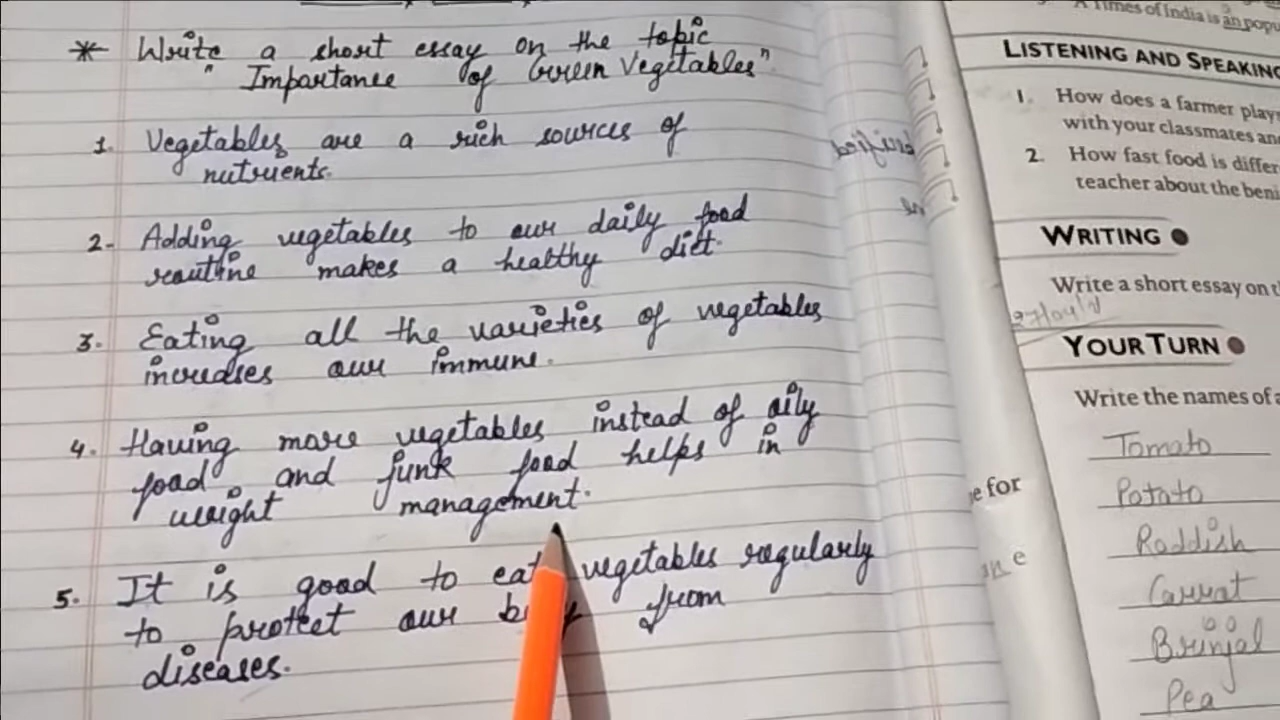 * Write a short essay on the topic
" Importance of Green Vegetables"
1. Vegetables are a rich sources of
nutrients.
2- Adding vegetables to our daily food
routine makes a healthy diet.
3. Eating all the varieties of vegetables
increases our immune.
4. Having more vegetables instead of oily
food and junk food helps in
weight management.
5. It is good to eat vegetables regularly
to protect our from
diseases.
A Times of India is an popu
LISTENING AND SPEAKING
1. How does a farmer play
with your classmates an
2. How fast food is differ
teacher about the beni
WRITING
Write a short essay on t
YOUR TURN
Write the names of a
Tomato
Potato
Raddish
Carrat
Brinjal
Pea
e for
e